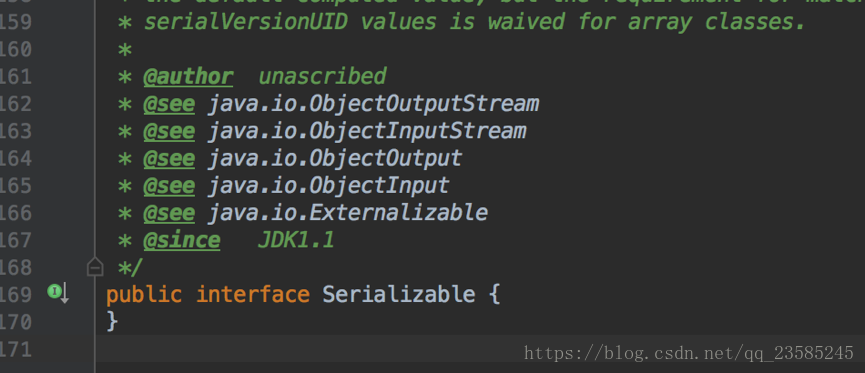 159 * serialVersionUID values is waived for array classes.
160 *
161 * @author  unascribed
162 * @see java.io.ObjectOutputStream
163 * @see java.io.ObjectInputStream
164 * @see java.io.ObjectOutput
165 * @see java.io.ObjectInput
166 * @see java.io.Externalizable
167 * @since   JDK1.1
168 */
169 public interface Serializable {
170 }
171
https://blog.csdn.net/qq_23585245